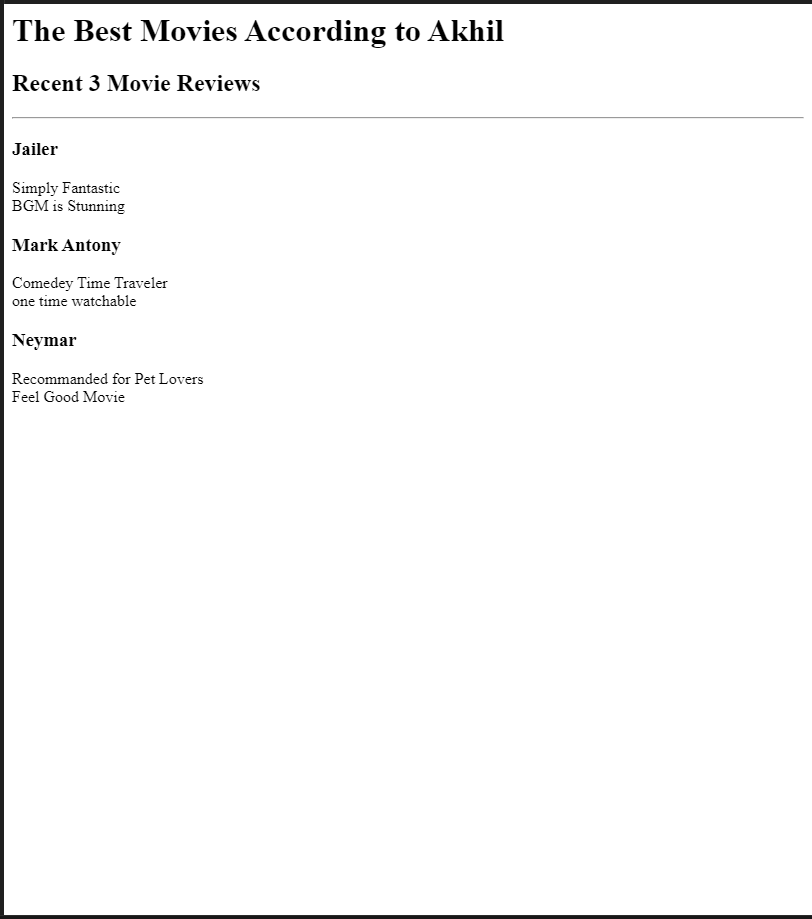 The Best Movies According to Akhil
Recent 3 Movie Reviews
Jailer
Simply Fantastic
BGM is Stunning
Mark Antony
Comedey Time Traveler
one time watchable
Neymar
Recommanded for Pet Lovers
Feel Good Movie